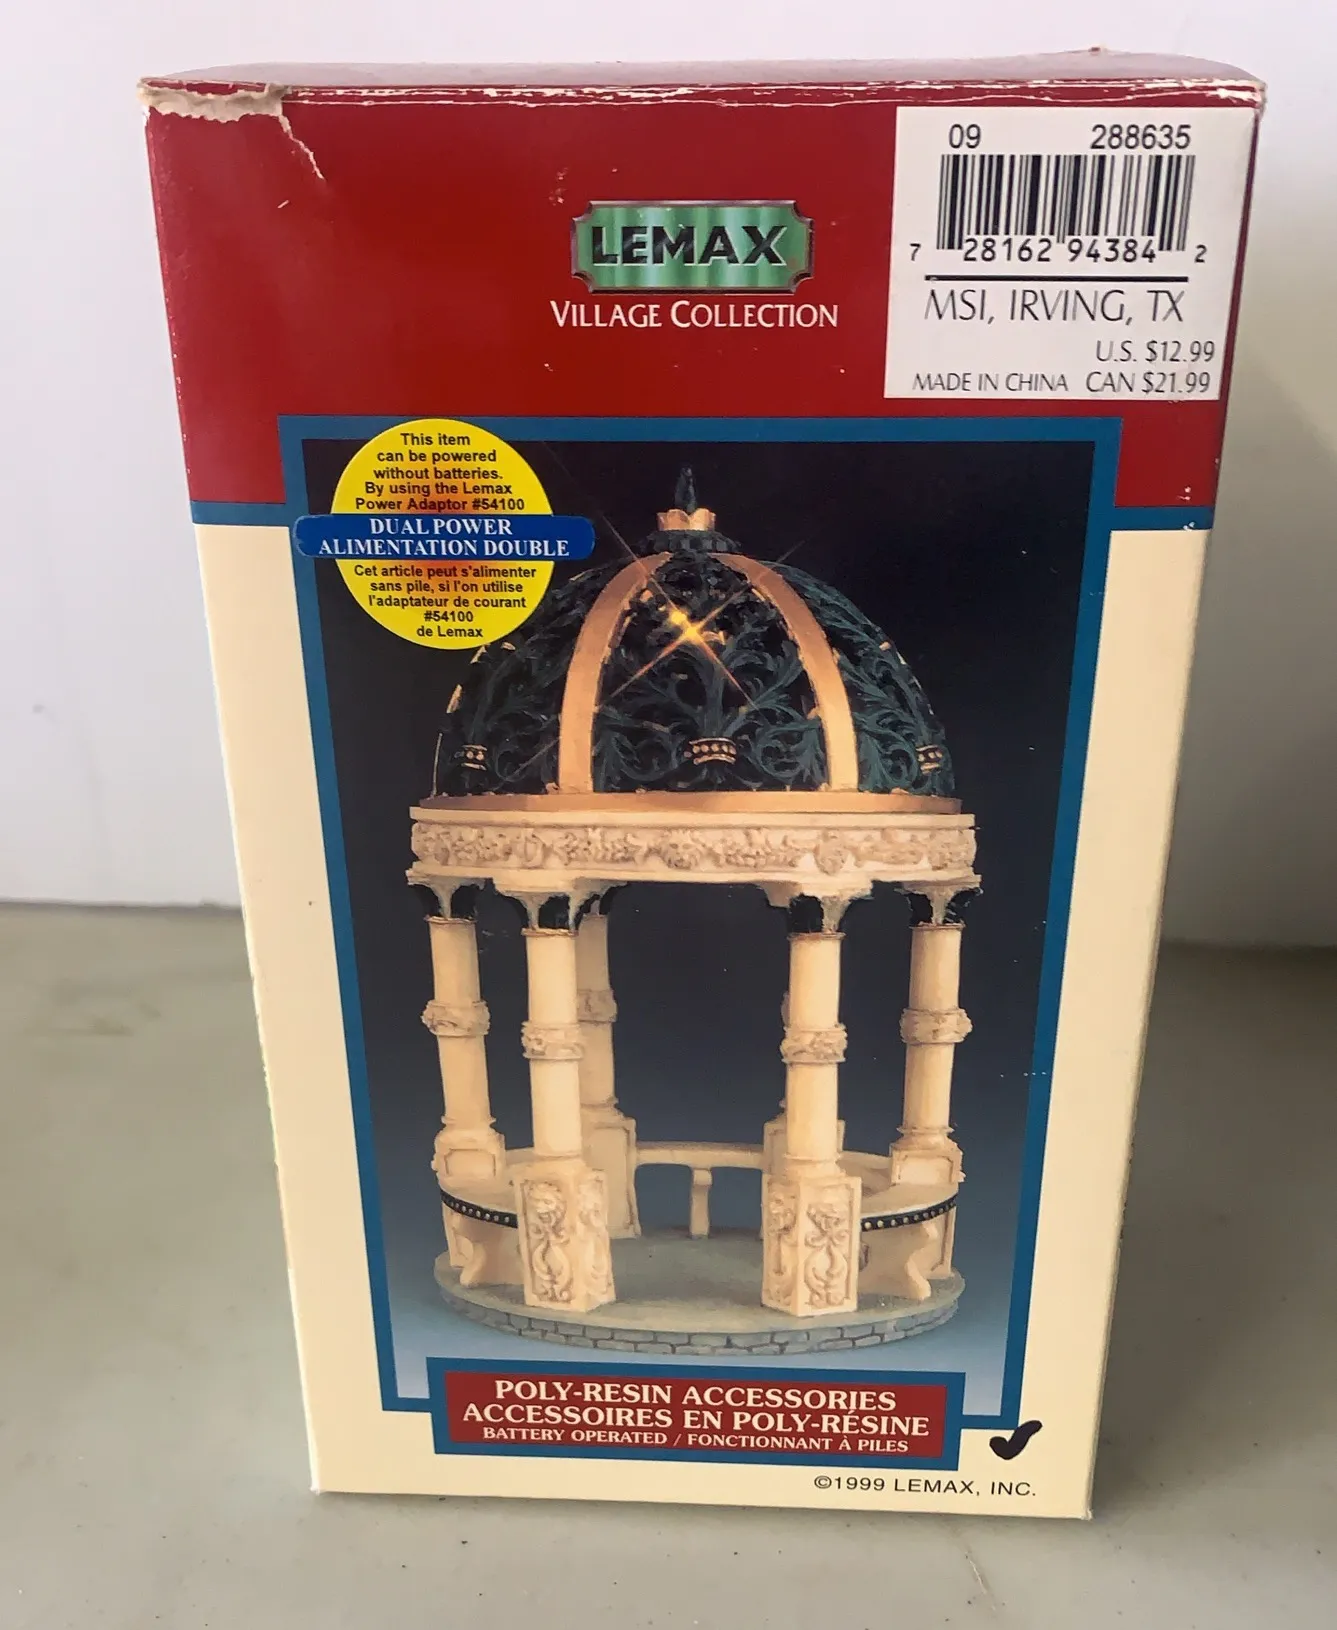 09 288635
7 28162 94384 2
MSI, IRVING, TX
U.S. $12.99
MADE IN CHINA CAN $21.99
LEMAX
VILLAGE COLLECTION
This item
can be powered
without batteries.
By using the Lemax
Power Adaptor #54100
DUAL POWER
ALIMENTATION DOUBLE
Cet article peut s'alimenter
sans pile, si l'on utilise
l'adaptateur de courant
#54100
de Lemax
POLY-RESIN ACCESSORIES
ACCESSOIRES EN POLY-RÉSINE
BATTERY OPERATED / FONCTIONNANT À PILES
©1999 LEMAX, INC.